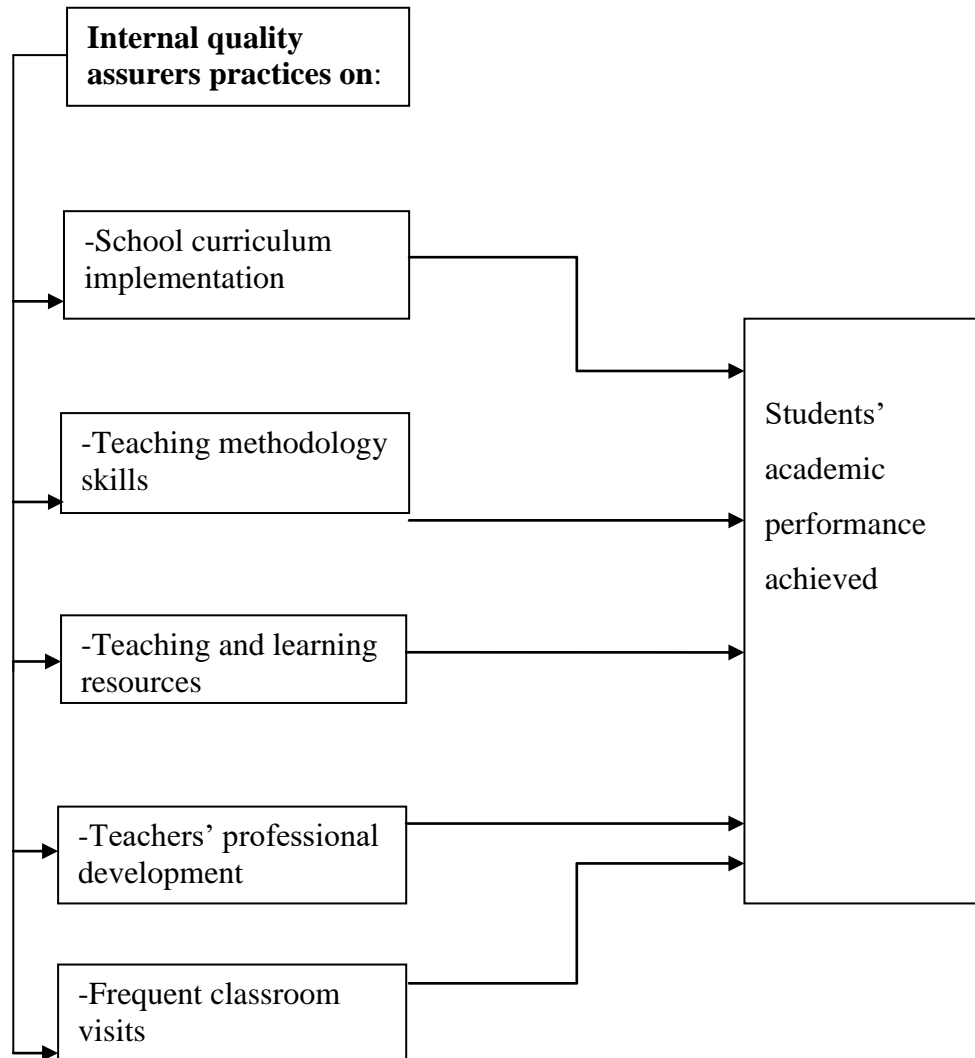 Internal quality
assurers practices on:
-School curriculum
implementation
-Teaching methodology
skills
-Teaching and learning
resources
-Teachers’ professional
development
-Frequent classroom
visits
Students’
academic
performance
achieved